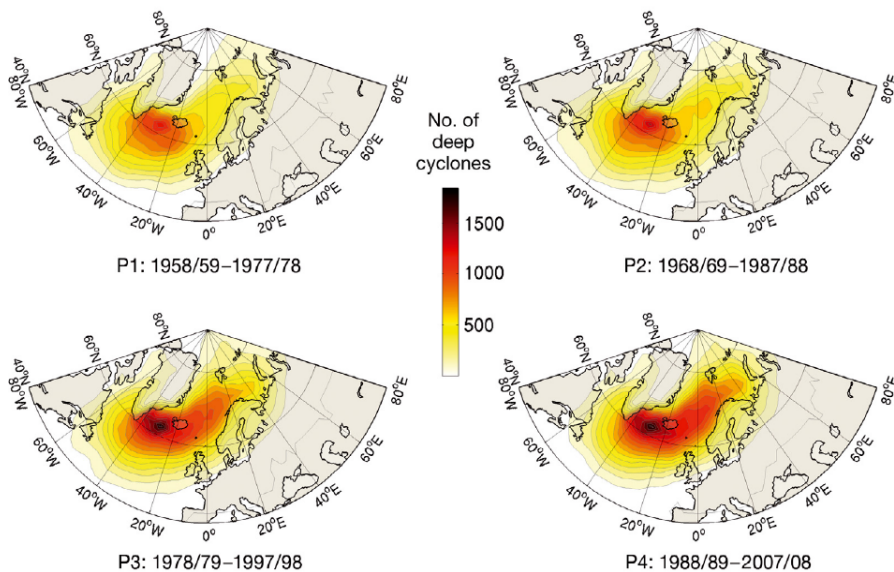 80°N
60°N
40°N
80°W
60°W
40°W
20°W
0°
20°E
40°E
60°E
80°E
P1: 1958/59–1977/78
No. of
deep
cyclones
1500
1000
500
80°N
60°N
40°N
80°W
60°W
40°W
20°W
0°
20°E
40°E
60°E
80°E
P2: 1968/69–1987/88
80°N
60°N
40°N
80°W
60°W
40°W
20°W
0°
20°E
40°E
60°E
80°E
P3: 1978/79–1997/98
80°N
60°N
40°N
80°W
60°W
40°W
20°W
0°
20°E
40°E
60°E
80°E
P4: 1988/89–2007/08